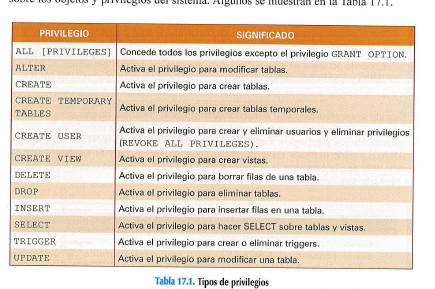 sobre los objetos y privilegios del sistema. Algunos se muestran en la Tabla 17.1.
PRIVILEGIO SIGNIFICADO
ALL [PRIVILEGES] Concede todos los privilegios excepto el privilegio GRANT OPTION.
ALTER Activa el privilegio para modificar tablas.
CREATE Activa el privilegio para crear tablas.
CREATE TEMPORARY
TABLES Activa el privilegio para crear tablas temporales.
CREATE USER Activa el privilegio para crear y eliminar usuarios y eliminar privilegios
(REVOKE ALL PRIVILEGES).
CREATE VIEW Activa el privilegio para crear vistas.
DELETE Activa el privilegio para borrar filas de una tabla.
DROP Activa el privilegio para eliminar tablas.
INSERT Activa el privilegio para insertar filas en una tabla.
SELECT Activa el privilegio para hacer SELECT sobre tablas y vistas.
TRIGGER Activa el privilegio para crear o eliminar triggers.
UPDATE Activa el privilegio para modificar una tabla.
Tabla 17.1. Tipos de privilegios